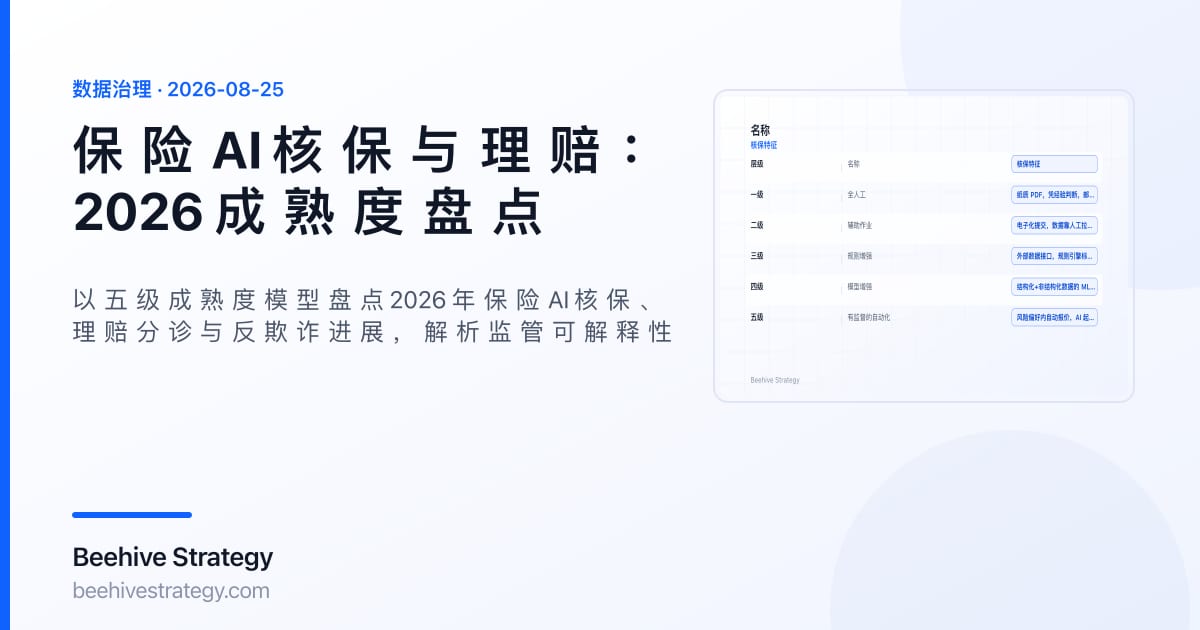 数据治理 · 2026-08-25
保险AI核保与理赔：
2026成熟度盘点
以五级成熟度模型盘点2026年保险AI核保、
理赔分诊与反欺诈进展，解析监管可解释性
名称
核保特征
层级 名称 核保特征
一级 全人工 纸质 PDF，凭经验判断，邮...
二级 辅助作业 电子化提交，数据靠人工拉...
三级 规则增强 外部数据接口，规则引擎标...
四级 模型增强 结构化+非结构化数据的 ML...
五级 有监督的自动化 风险偏好内自动报价，AI 起...
Beehive Strategy
Beehive Strategy
beehivestrategy.com